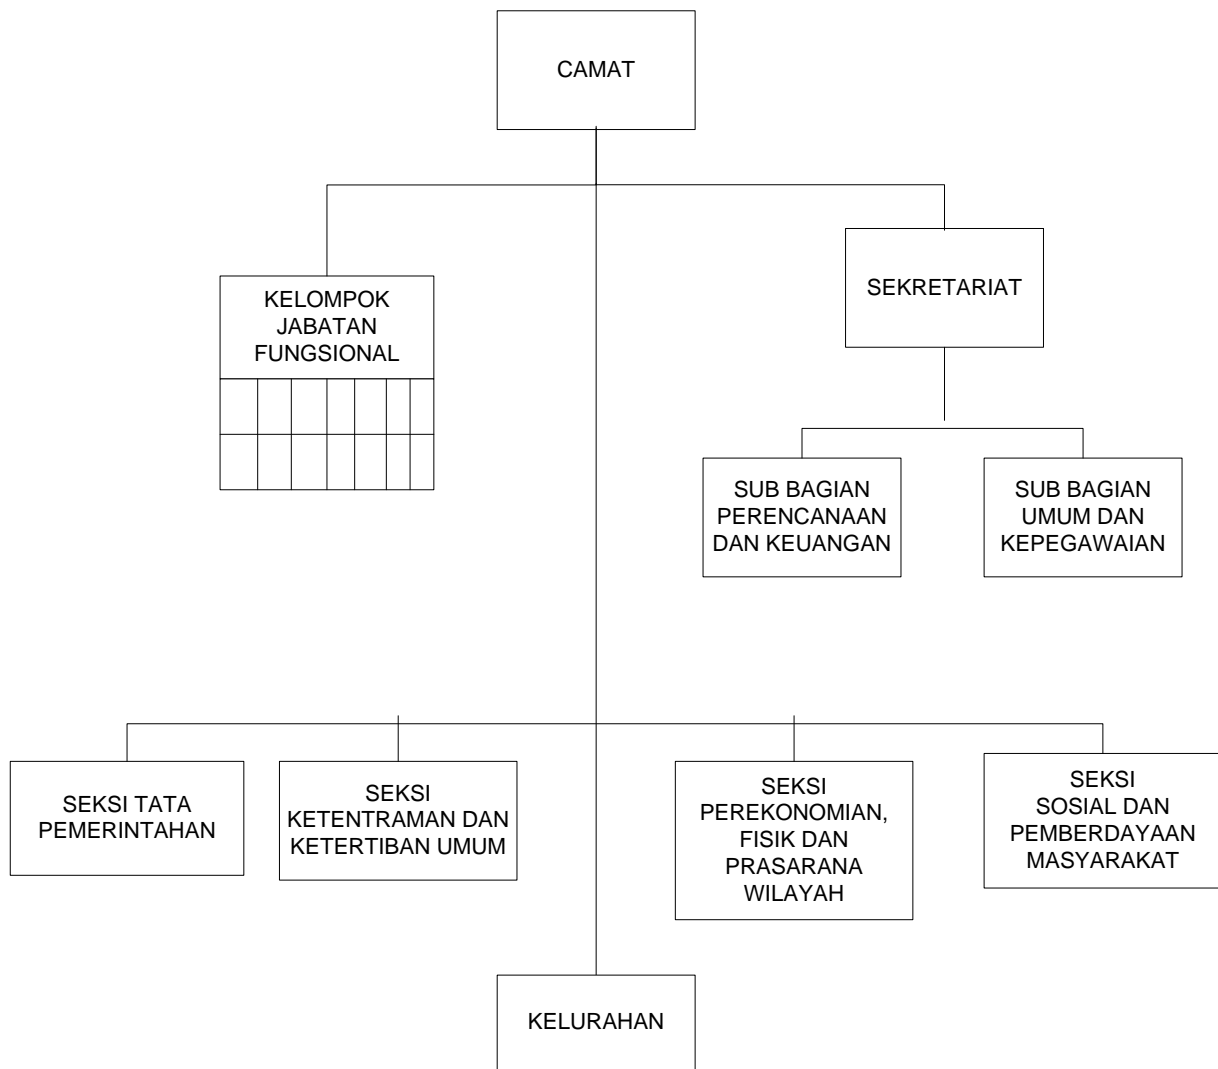 CAMAT
KELOMPOK
JABATAN
FUNGSIONAL
SEKRETARIAT
SUB BAGIAN
PERENCANAAN
DAN KEUANGAN
SUB BAGIAN
UMUM DAN
KEPEGAWAIAN
SEKSI TATA
PEMERINTAHAN
SEKSI
KETENTRAMAN DAN
KETERTIBAN UMUM
SEKSI
PEREKONOMIAN,
FISIK DAN
PRASARANA
WILAYAH
SEKSI
SOSIAL DAN
PEMBERDAYAAN
MASYARAKAT
KELURAHAN